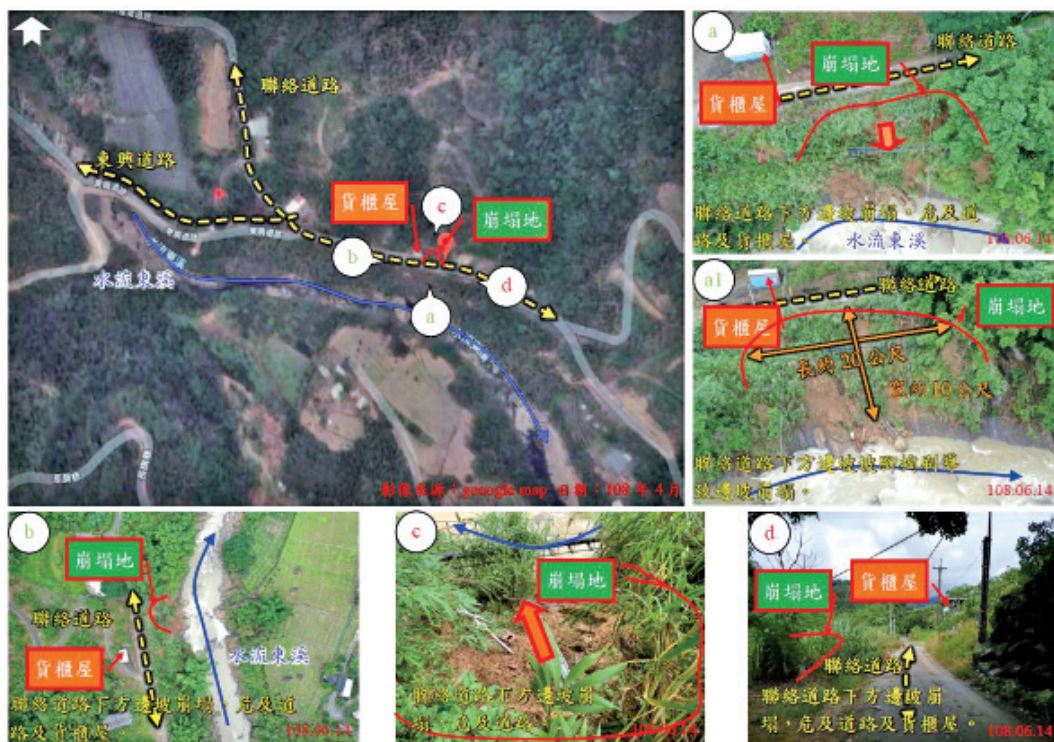 聯絡道路
東興道路
貨櫃屋
c
崩塌地
b
d
a
水流東溪
影像來源：gooogle map 日期：108年4月
a
聯絡道路
崩塌地
貨櫃屋
聯絡道路下方邊坡崩塌。危及道
路及貨櫃屋。
水流東溪
108.06.14
a1
聯絡道路
崩塌地
貨櫃屋
長約20公尺
寬約10公尺
聯絡道路下方邊坡坡腳掏刷導
致邊坡崩塌。
108.06.14
b
崩塌地
聯絡道路
水流東溪
貨櫃屋
聯絡道路下方邊坡崩塌，危及道
路及貨櫃屋。
108.06.14
c
崩塌地
聯絡道路下方邊坡崩
塌，危及道路。
108.06.14
d
崩塌地
貨櫃屋
聯絡道路
聯絡道路下方邊坡崩
塌，危及道路及貨櫃屋。
108.06.14